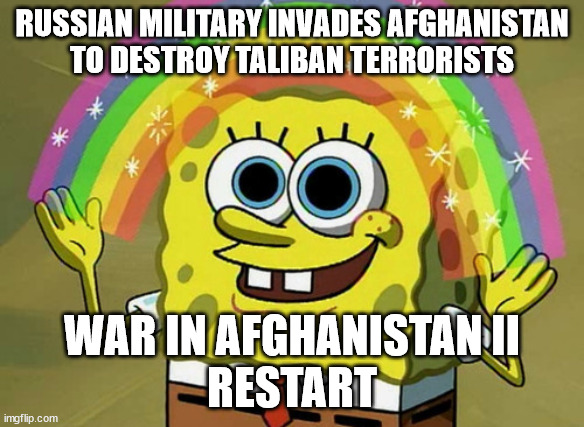 RUSSIAN MILITARY INVADES AFGHANISTAN
TO DESTROY TALIBAN TERRORISTS
WAR IN AFGHANISTAN II
RESTART
imgflip.com